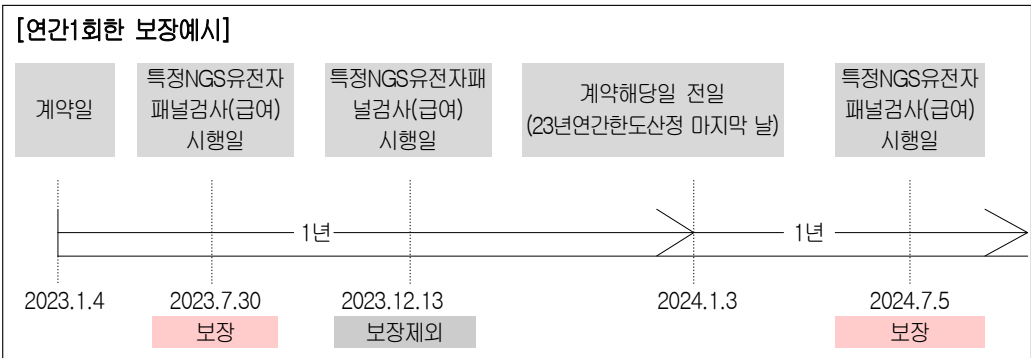 [연간1회한 보장예시]
계약일
특정NGS유전자
패널검사(급여)
시행일
특정NGS유전자패
널검사(급여)
시행일
계약해당일 전일
(23년연간한도산정 마지막 날)
특정NGS유전자
패널검사(급여)
시행일
1년
1년
2023.1.4
2023.7.30
2023.12.13
2024.1.3
2024.7.5
보장
보장제외
보장